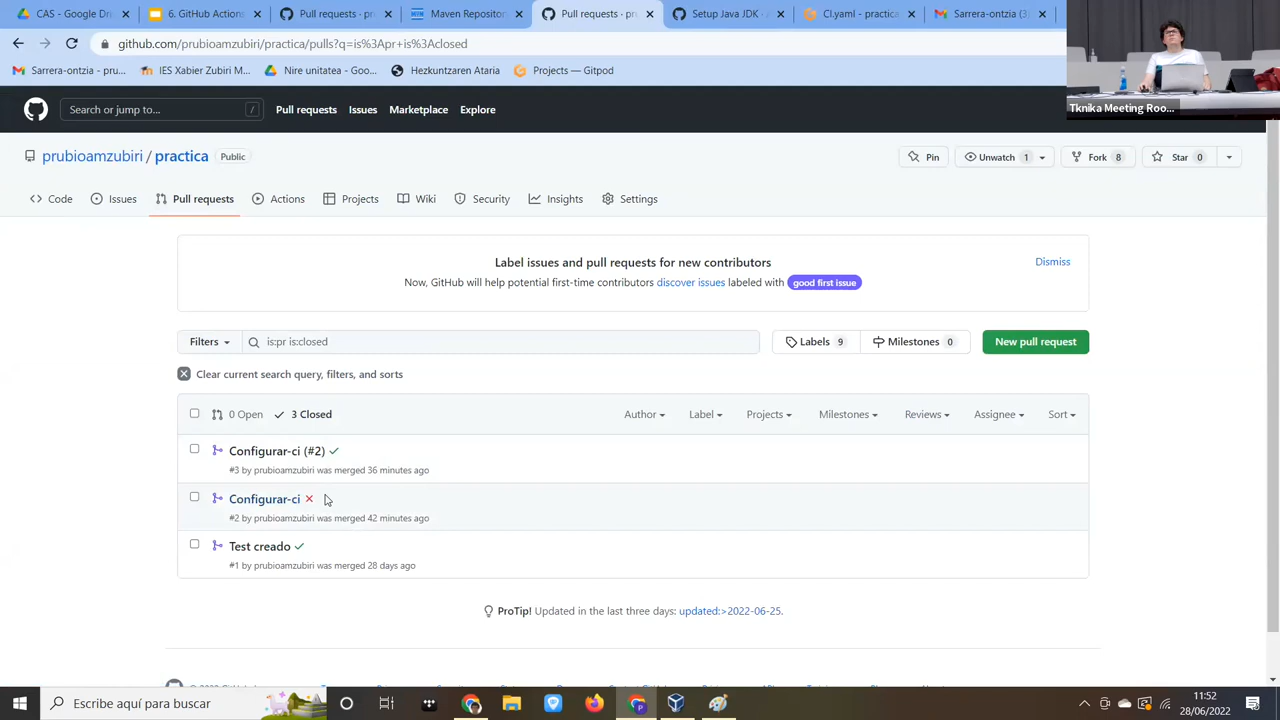 CAS - Google Dri
6. GitHub Actions
Pull requests · pr
Maven Repositor
Pull requests · pr
Setup Java JDK · 
CI.yaml - practica
Sarrera-ontzia (3
github.com/prubioamzubiri/practica/pulls?q=is%3Apr+is%3Aclosed
Sarrera-ontzia - pru... IES Xabier Zubiri M... Nire unitatea - Goo... Hezkuntzaren Ataria Projects — Gitpod
Tknika Meeting Roo...
Search or jump to... / Pull requests Issues Marketplace Explore
prubioamzubiri / practica Public Pin Unwatch 1 Fork 8 Star 0
Code Issues Pull requests Actions Projects Wiki Security Insights Settings
Label issues and pull requests for new contributors
Dismiss
Now, GitHub will help potential first-time contributors discover issues labeled with good first issue
Filters is:pr is:closed Labels 9 Milestones 0 New pull request
Clear current search query, filters, and sorts
0 Open 3 Closed Author Label Projects Milestones Reviews Assignee Sort
Configurar-ci (#2)
#3 by prubioamzubiri was merged 36 minutes ago
Configurar-ci
#2 by prubioamzubiri was merged 42 minutes ago
Test creado
#1 by prubioamzubiri was merged 28 days ago
ProTip! Updated in the last three days: updated:>2022-06-25.
Escribe aquí para buscar
11:52
28/06/2022